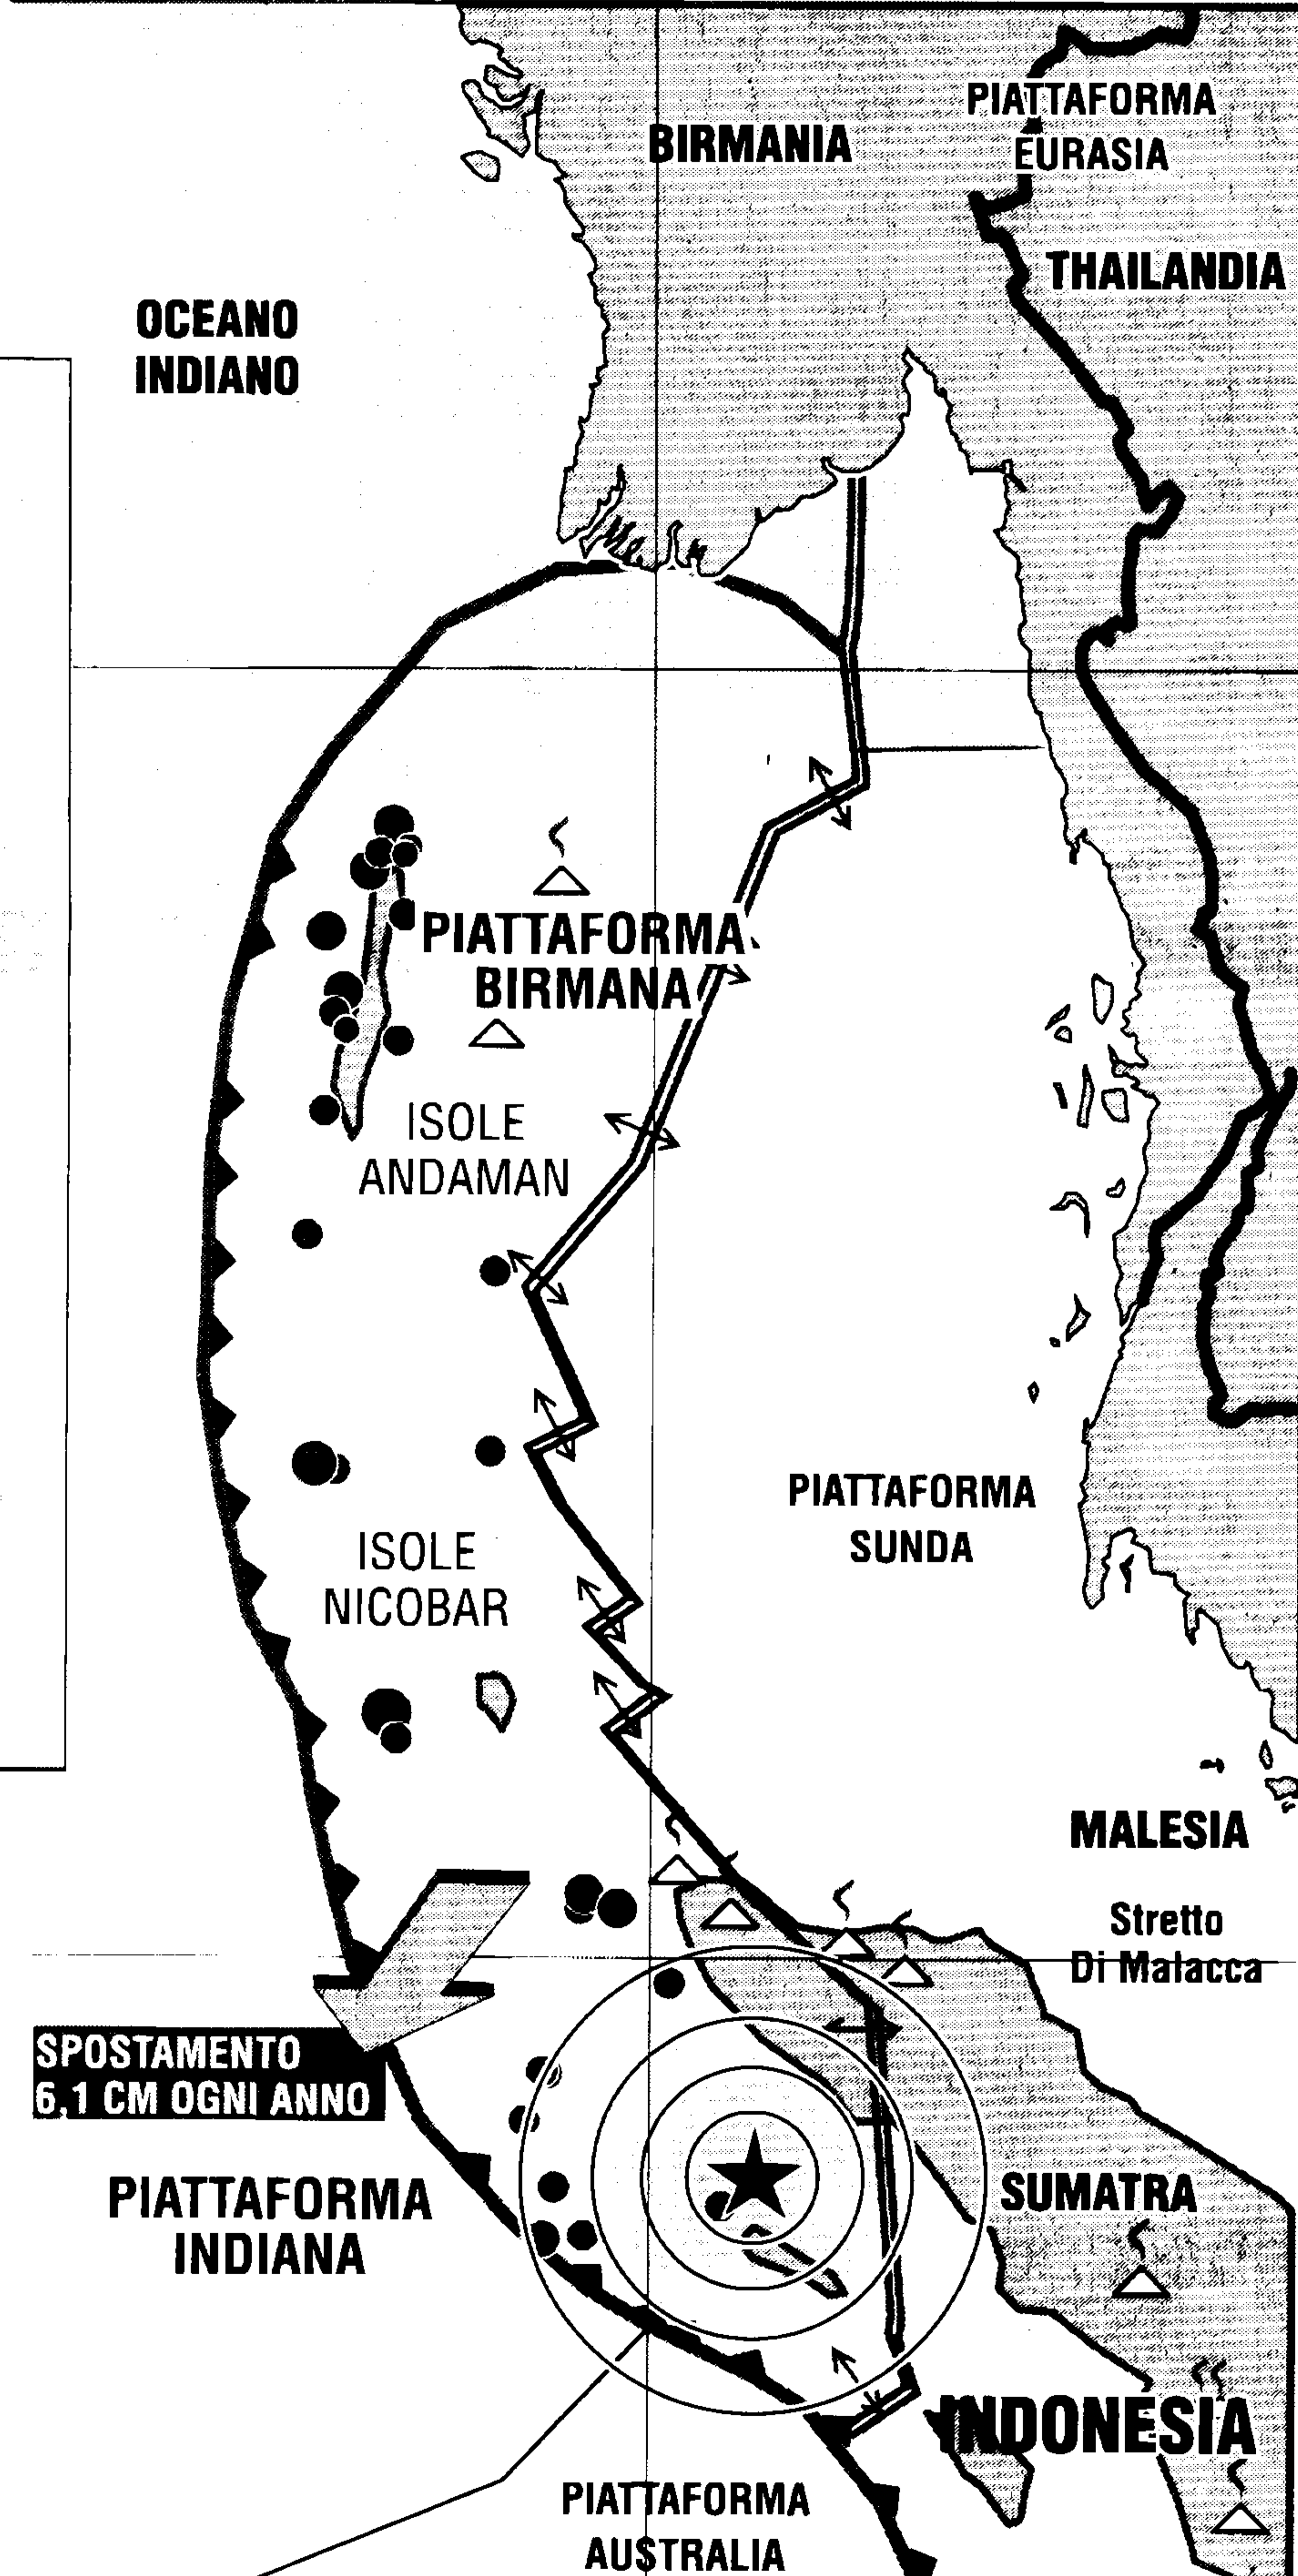 PIATTAFORMA
EURASIA
BIRMANIA
THAILANDIA
OCEANO
INDIANO
PIATTAFORMA
BIRMANA
ISOLE
ANDAMAN
PIATTAFORMA
SUNDA
ISOLE
NICOBAR
MALESIA
Stretto
Di Malacca
SPOSTAMENTO
6,1 CM OGNI ANNO
PIATTAFORMA
INDIANA
SUMATRA
INDONESIA
PIATTAFORMA
AUSTRALIA